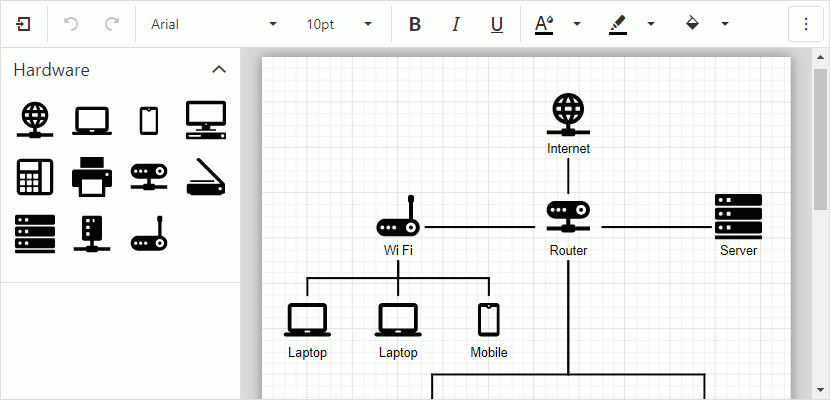 Arial 10pt B I U A
Hardware
Internet
Wi Fi Router Server
Laptop Laptop Mobile